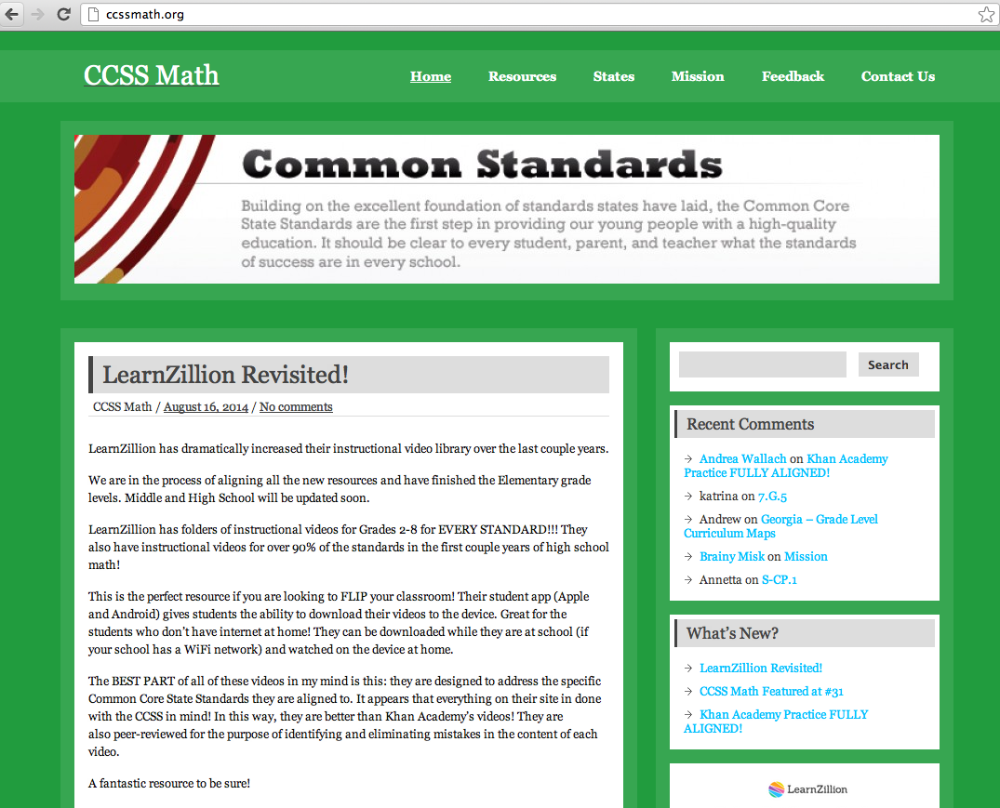 ccssmath.org
CCSS Math
Home Resources States Mission Feedback Contact Us
Common Standards
Building on the excellent foundation of standards states have laid, the Common Core
State Standards are the first step in providing our young people with a high-quality
education. It should be clear to every student, parent, and teacher what the standards
of success are in every school.
LearnZillion Revisited!
CCSS Math / August 16, 2014 / No comments
LearnZillion has dramatically increased their instructional video library over the last couple years.
We are in the process of aligning all the new resources and have finished the Elementary grade
levels. Middle and High School will be updated soon.
LearnZillion has folders of instructional videos for Grades 2-8 for EVERY STANDARD!!! They
also have instructional videos for over 90% of the standards in the first couple years of high school
math!
This is the perfect resource if you are looking to FLIP your classroom! Their student app (Apple
and Android) gives students the ability to download their videos to the device. Great for the
students who don't have internet at home! They can be downloaded while they are at school (if
your school has a WiFi network) and watched on the device at home.
The BEST PART of all of these videos in my mind is this: they are designed to address the specific
Common Core State Standards they are aligned to. It appears that everything on their site in done
with the CCSS in mind! In this way, they are better than Khan Academy's videos! They are
also peer-reviewed for the purpose of identifying and eliminating mistakes in the content of each
video.
A fantastic resource to be sure!
Search
Recent Comments
→ Andrea Wallach on Khan Academy
Practice FULLY ALIGNED!
→ katrina on 7.G.5
→ Andrew on Georgia – Grade Level
Curriculum Maps
→ Brainy Misk on Mission
→ Annetta on S-CP.1
What's New?
→ LearnZillion Revisited!
→ CCSS Math Featured at #31
→ Khan Academy Practice FULLY
ALIGNED!
LearnZillion